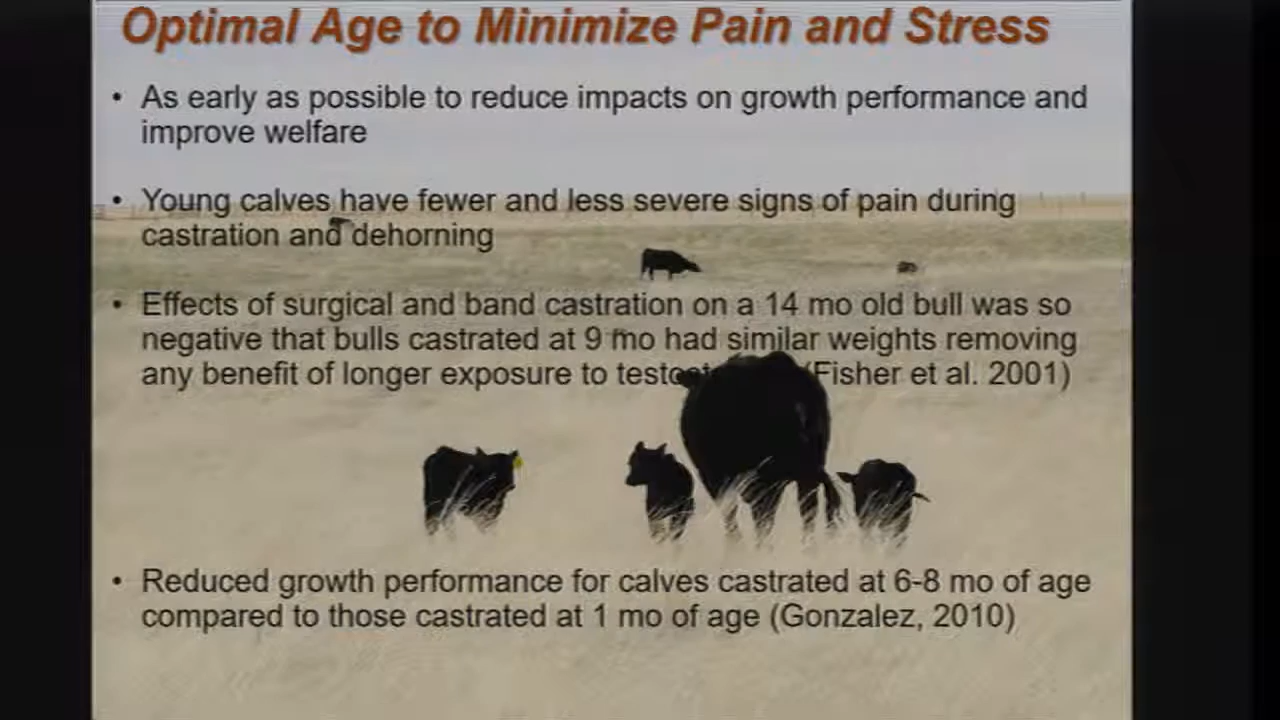 Optimal Age to Minimize Pain and Stress
• As early as possible to reduce impacts on growth performance and
improve welfare
• Young calves have fewer and less severe signs of pain during
castration and dehorning
• Effects of surgical and band castration on a 14 mo old bull was so
negative that bulls castrated at 9 mo had similar weights removing
any benefit of longer exposure to (Fisher et al. 2001)
• Reduced growth performance for calves castrated at 6-8 mo of age
compared to those castrated at 1 mo of age (Gonzalez, 2010)